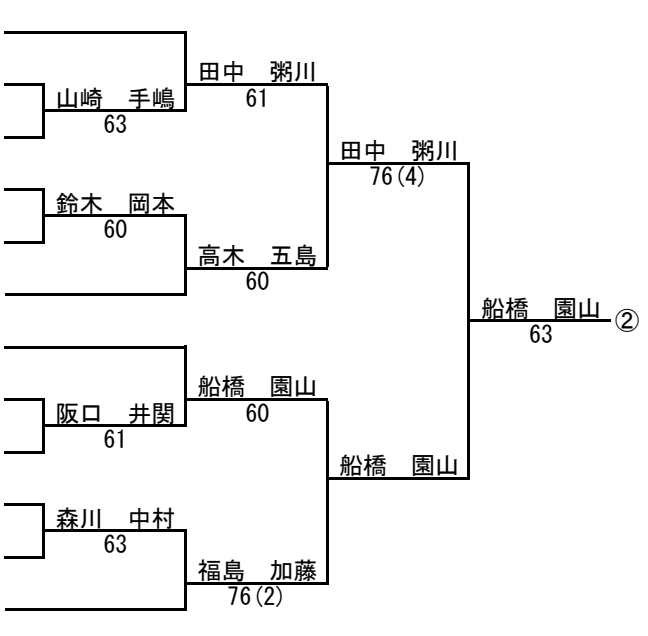 田中　粥川
61
山崎　手嶋
63
田中　粥川
76(4)
鈴木　岡本
60
高木　五島
60
船橋　園山
63
②
船橋　園山
60
阪口　井関
61
船橋　園山
森川　中村
63
福島　加藤
76(2)